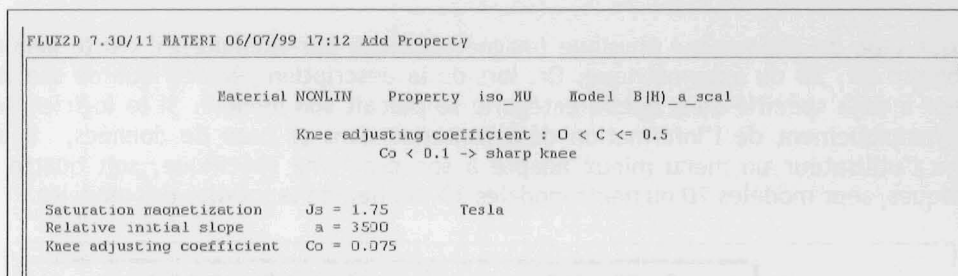 FLUX2D 7.30/11 MATERI 06/07/99 17:12 Add Property
Material NONLIN Property iso_MU Model B(H)_a_scal
Knee adjusting coefficient : 0 < C <= 0.5
Co < 0.1 -> sharp knee
Saturation magnetization Js = 1.75 Tesla
Relative initial slope a = 3500
Knee adjusting coefficient Co = 0.075